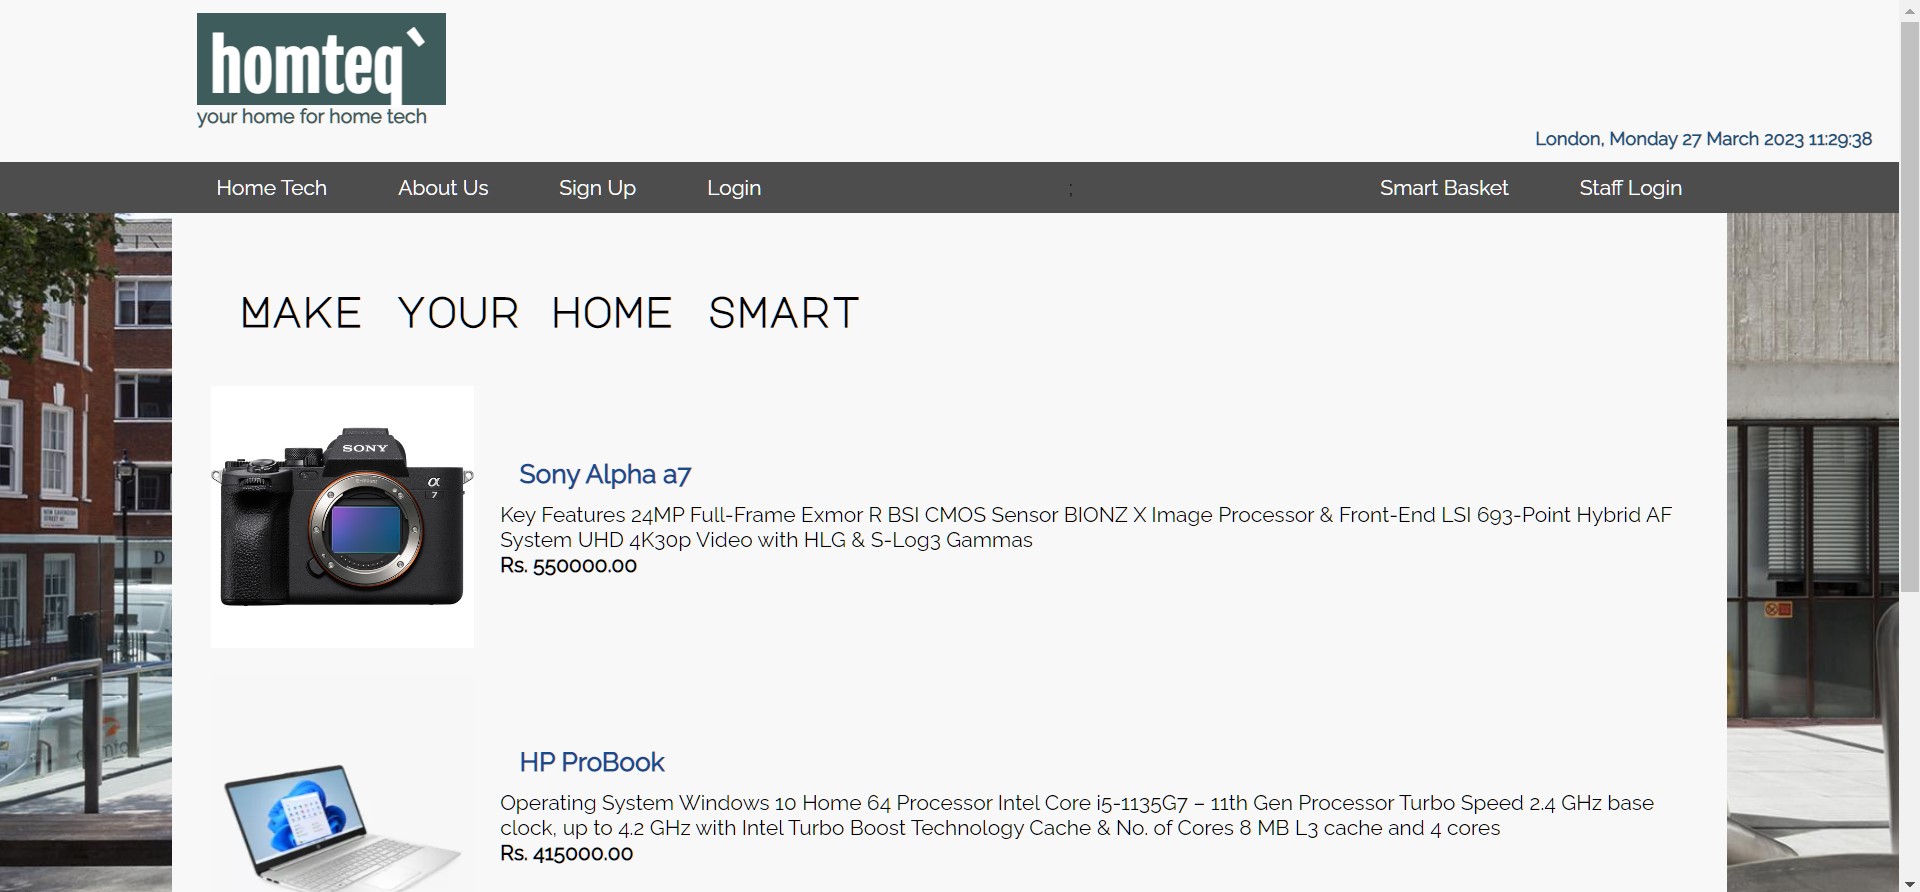 homteq`
your home for home tech
London, Monday 27 March 2023 11:29:38
Home Tech
About Us
Sign Up
Login
;
Smart Basket
Staff Login
MAKE YOUR HOME SMART
SONY
α
7
Sony Alpha a7
Key Features 24MP Full-Frame Exmor R BSI CMOS Sensor BIONZ X Image Processor & Front-End LSI 693-Point Hybrid AF
System UHD 4K30p Video with HLG & S-Log3 Gammas
Rs. 550000.00
D
HP ProBook
Operating System Windows 10 Home 64 Processor Intel Core i5-1135G7 – 11th Gen Processor Turbo Speed 2.4 GHz base
clock, up to 4.2 GHz with Intel Turbo Boost Technology Cache & No. of Cores 8 MB L3 cache and 4 cores
Rs. 415000.00